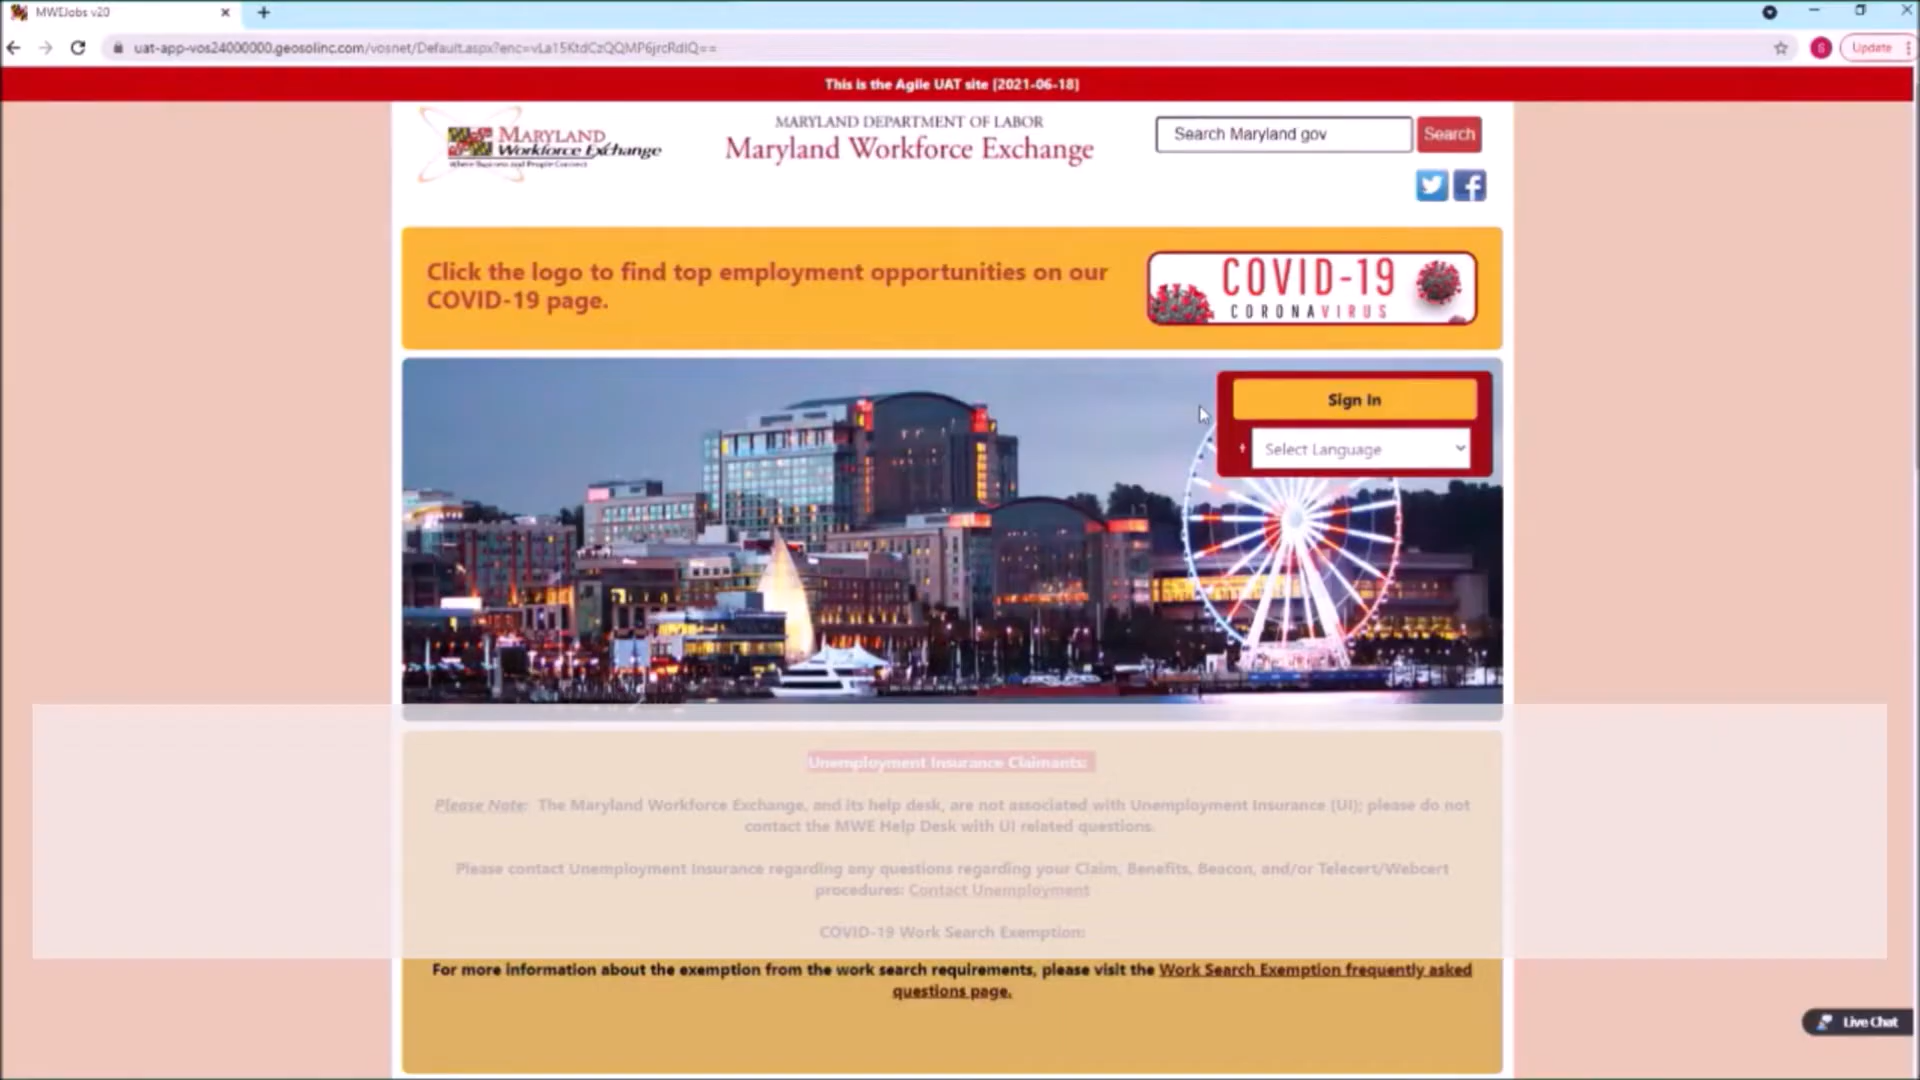 MWEJobs v20
uat-app-vos24000000.geosolinc.com/vosnet/Default.aspx?enc=vLa15KtdCzQQMP6jrcRdIQ==
S
Update
This is the Agile UAT site [2021-06-18]
MARYLAND
Workforce Exchange
Where Business and People Connect
MARYLAND DEPARTMENT OF LABOR
Maryland Workforce Exchange
Search Maryland gov
Search
Click the logo to find top employment opportunities on our
COVID-19 page.
COVID-19
CORONAVIRUS
Sign In
Select Language
Unemployment Insurance Claimants:
Please Note: The Maryland Workforce Exchange, and its help desk, are not associated with Unemployment Insurance (UI); please do not
contact the MWE Help Desk with UI related questions.
Please contact Unemployment Insurance regarding any questions regarding your Claim, Benefits, Beacon, and/or Telecert/Webcert
procedures: Contact Unemployment
COVID-19 Work Search Exemption:
For more information about the exemption from the work search requirements, please visit the Work Search Exemption frequently asked
questions page.
Live Chat